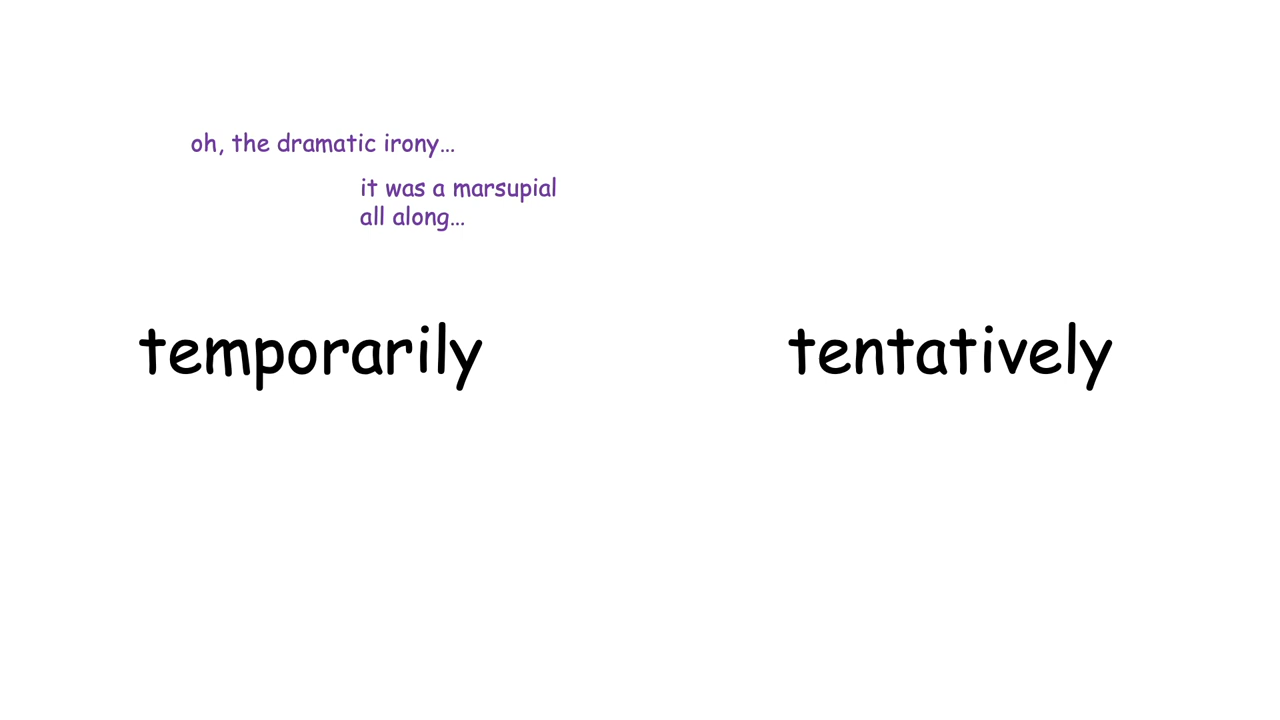 oh, the dramatic irony…
it was a marsupial
all along…
temporarily
tentatively